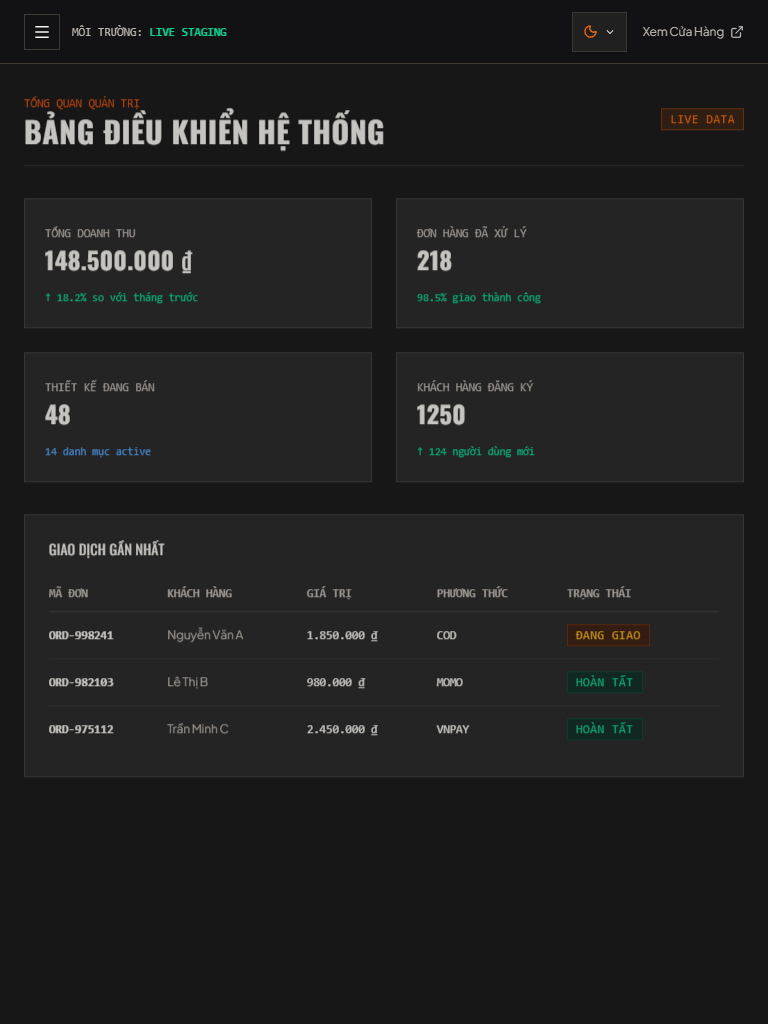 MÔI TRƯỜNG: LIVE STAGING
Xem Cửa Hàng
TỔNG QUAN QUẢN TRỊ
BẢNG ĐIỀU KHIỂN HỆ THỐNG
LIVE DATA
TỔNG DOANH THU
148.500.000 ₫
↑ 18.2% so với tháng trước
ĐƠN HÀNG ĐÃ XỬ LÝ
218
98.5% giao thành công
THIẾT KẾ ĐANG BÁN
48
14 danh mục active
KHÁCH HÀNG ĐĂNG KÝ
1250
↑ 124 người dùng mới
GIAO DỊCH GẦN NHẤT
MÃ ĐƠN KHÁCH HÀNG GIÁ TRỊ PHƯƠNG THỨC TRẠNG THÁI
ORD-998241 Nguyễn Văn A 1.850.000 ₫ COD ĐANG GIAO
ORD-982103 Lê Thị B 980.000 ₫ MOMO HOÀN TẤT
ORD-975112 Trần Minh C 2.450.000 ₫ VNPAY HOÀN TẤT